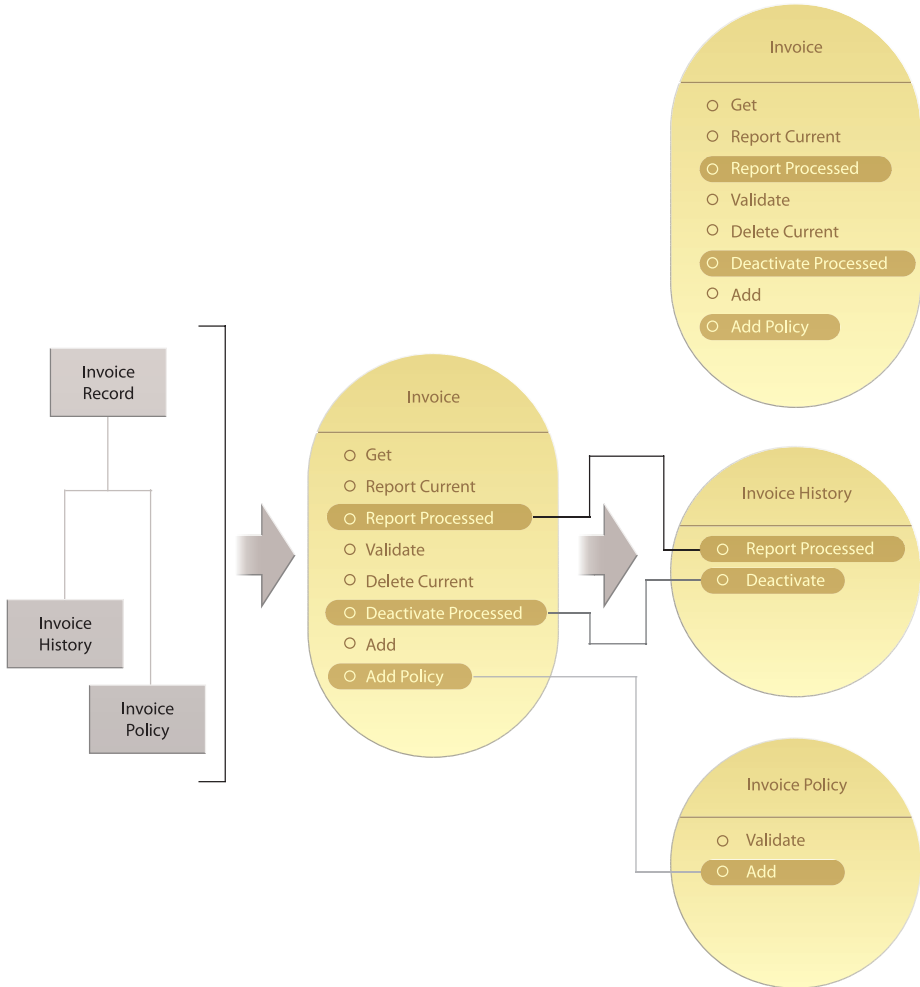 Invoice
Record
Invoice
History
Invoice
Policy
Invoice
Get
Report Current
Report Processed
Validate
Delete Current
Deactivate Processed
Add
Add Policy
Invoice
Get
Report Current
Report Processed
Validate
Delete Current
Deactivate Processed
Add
Add Policy
Invoice History
Report Processed
Deactivate
Invoice Policy
Validate
Add